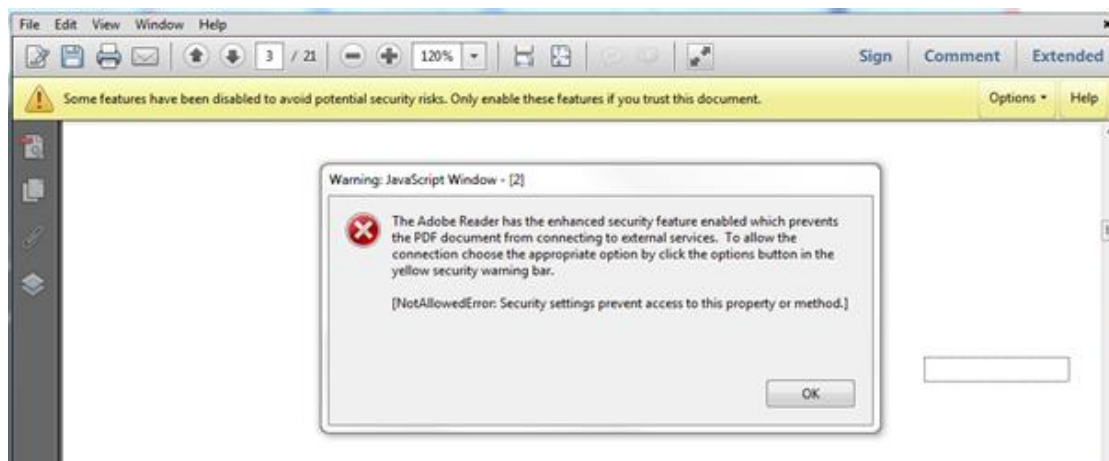 File Edit View Window Help
3 / 21 120% Sign Comment Extended
Some features have been disabled to avoid potential security risks. Only enable these features if you trust this document. Options Help
Warning: JavaScript Window - [2]
The Adobe Reader has the enhanced security feature enabled which prevents
the PDF document from connecting to external services. To allow the
connection choose the appropriate option by click the options button in the
yellow security warning bar.
[NotAllowedError: Security settings prevent access to this property or method.]
OK